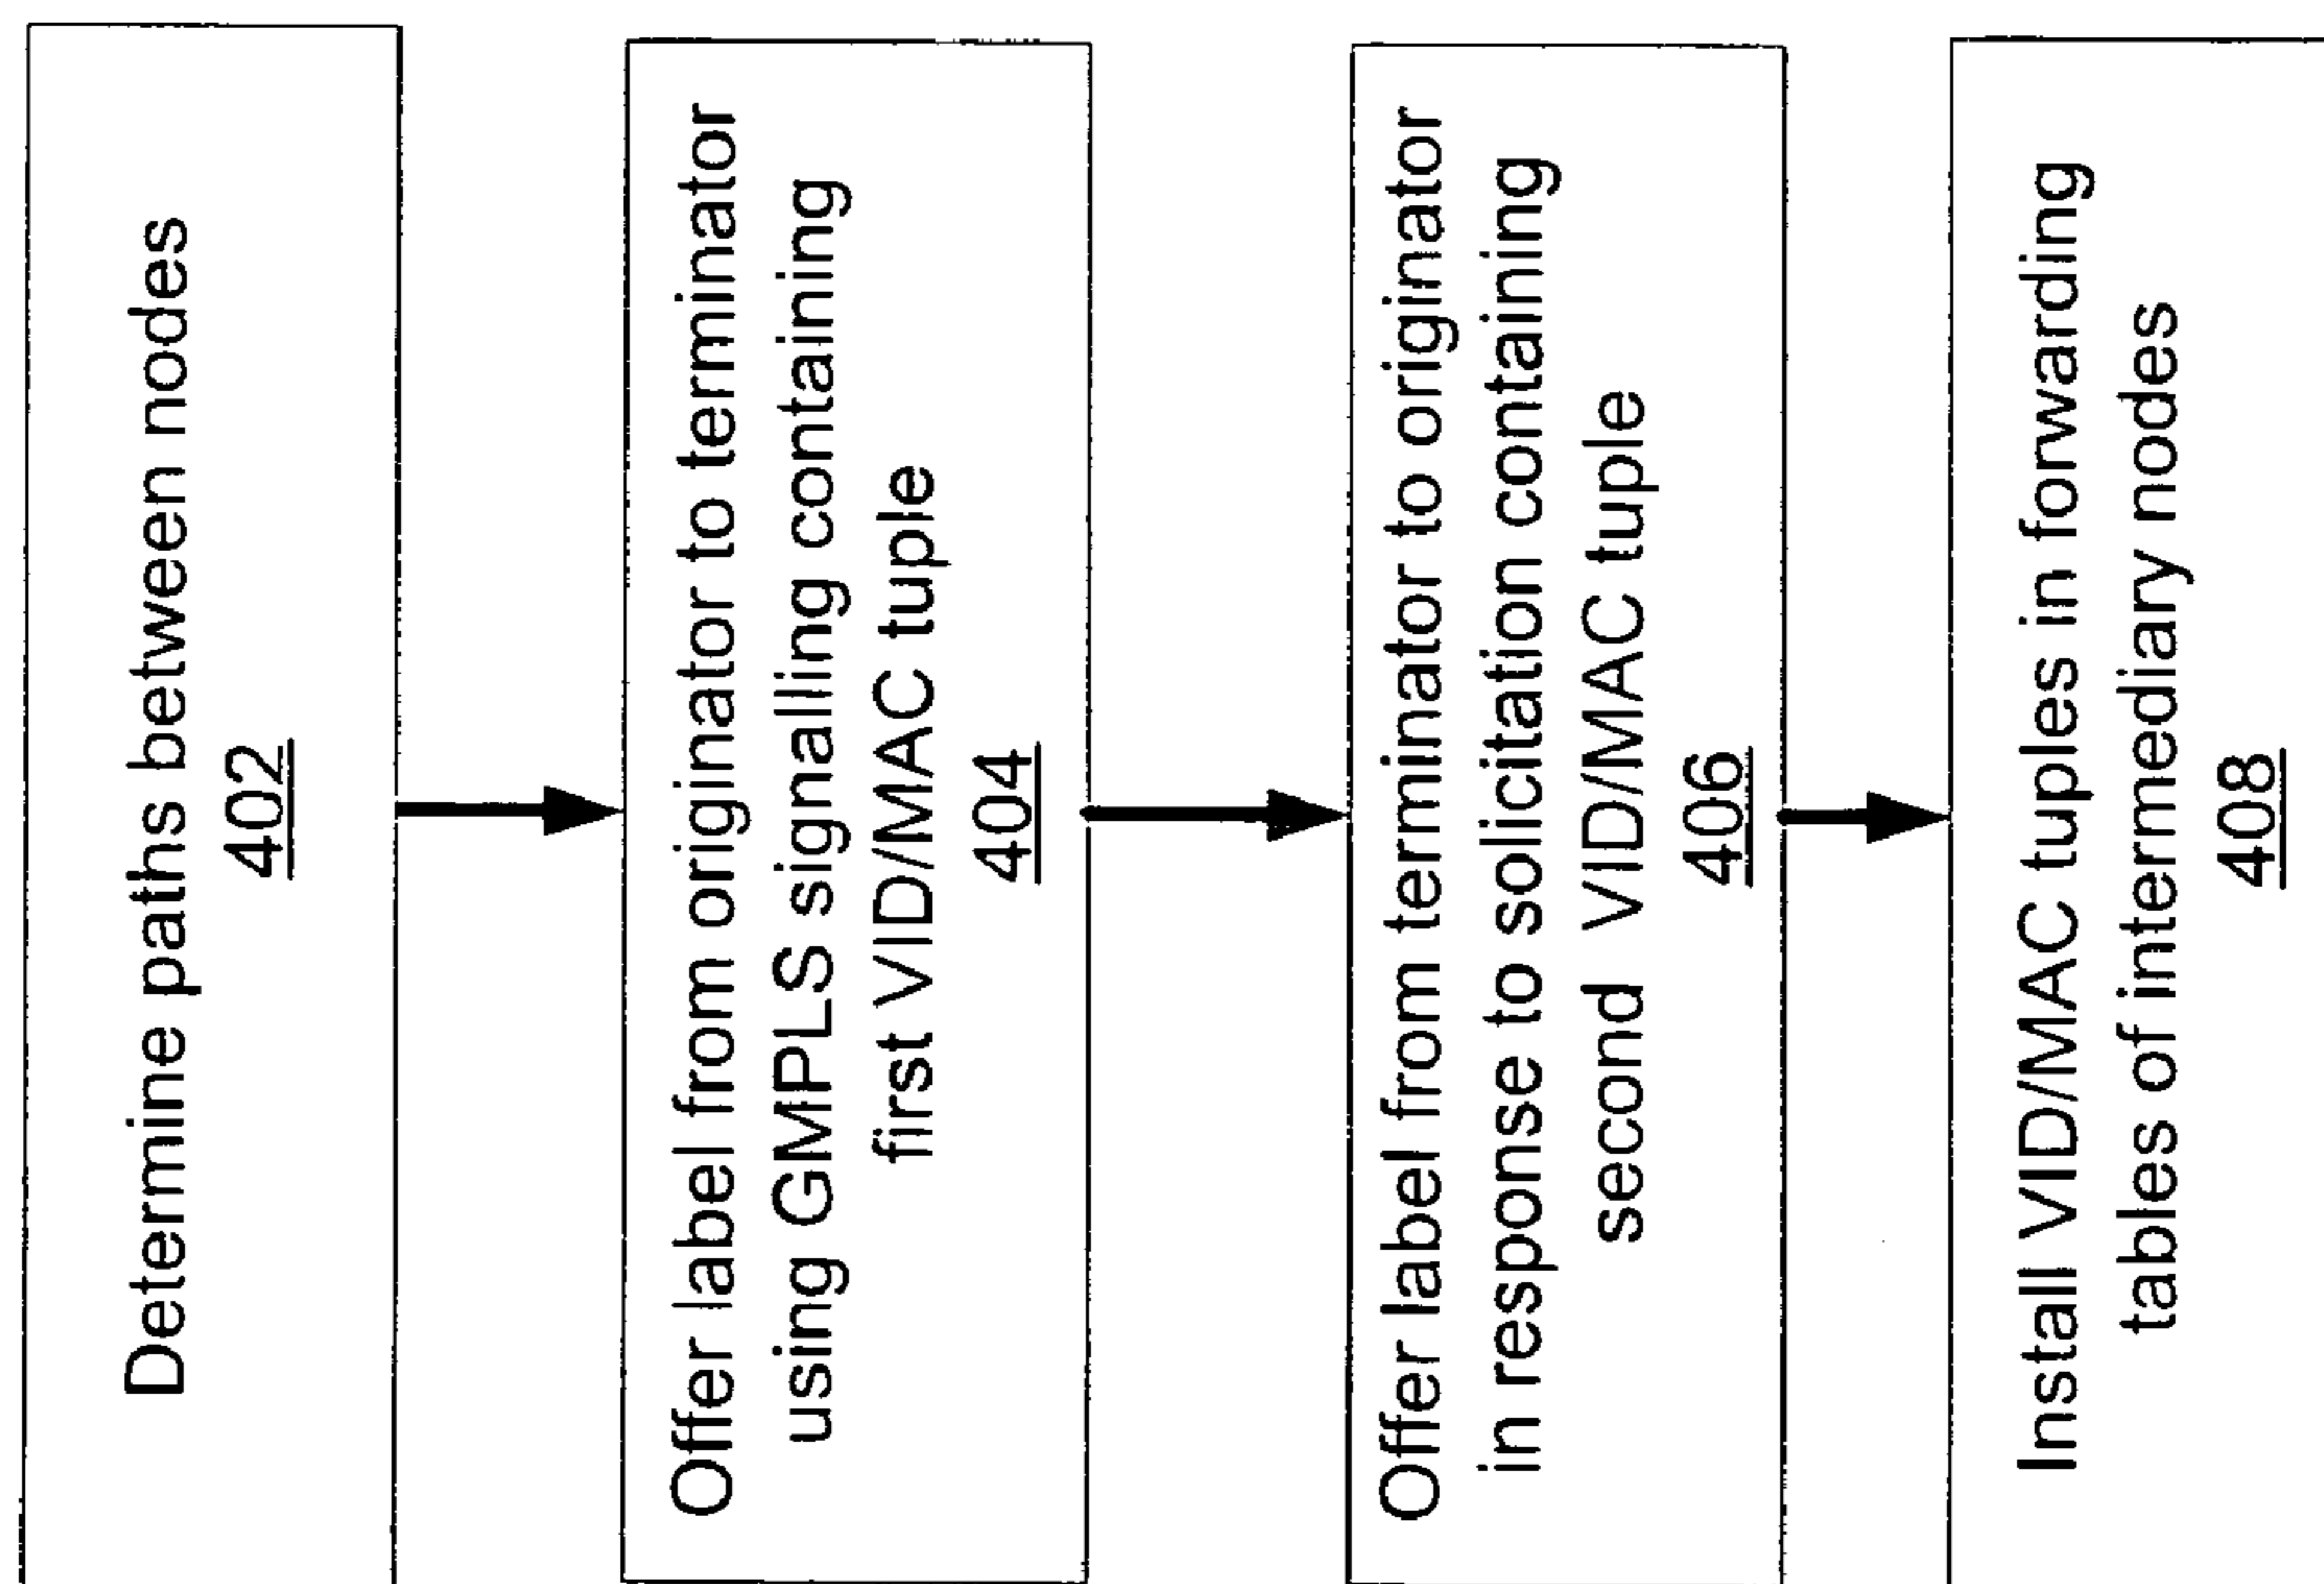 Determine paths between nodes
402
Offer label from originator to terminator
using GMPLS signalling containing
first VID/MAC tuple
404
Offer label from terminator to originator
in response to solicitation containing
second VID/MAC tuple
406
Install VID/MAC tuples in forwarding
tables of intermediary nodes
408